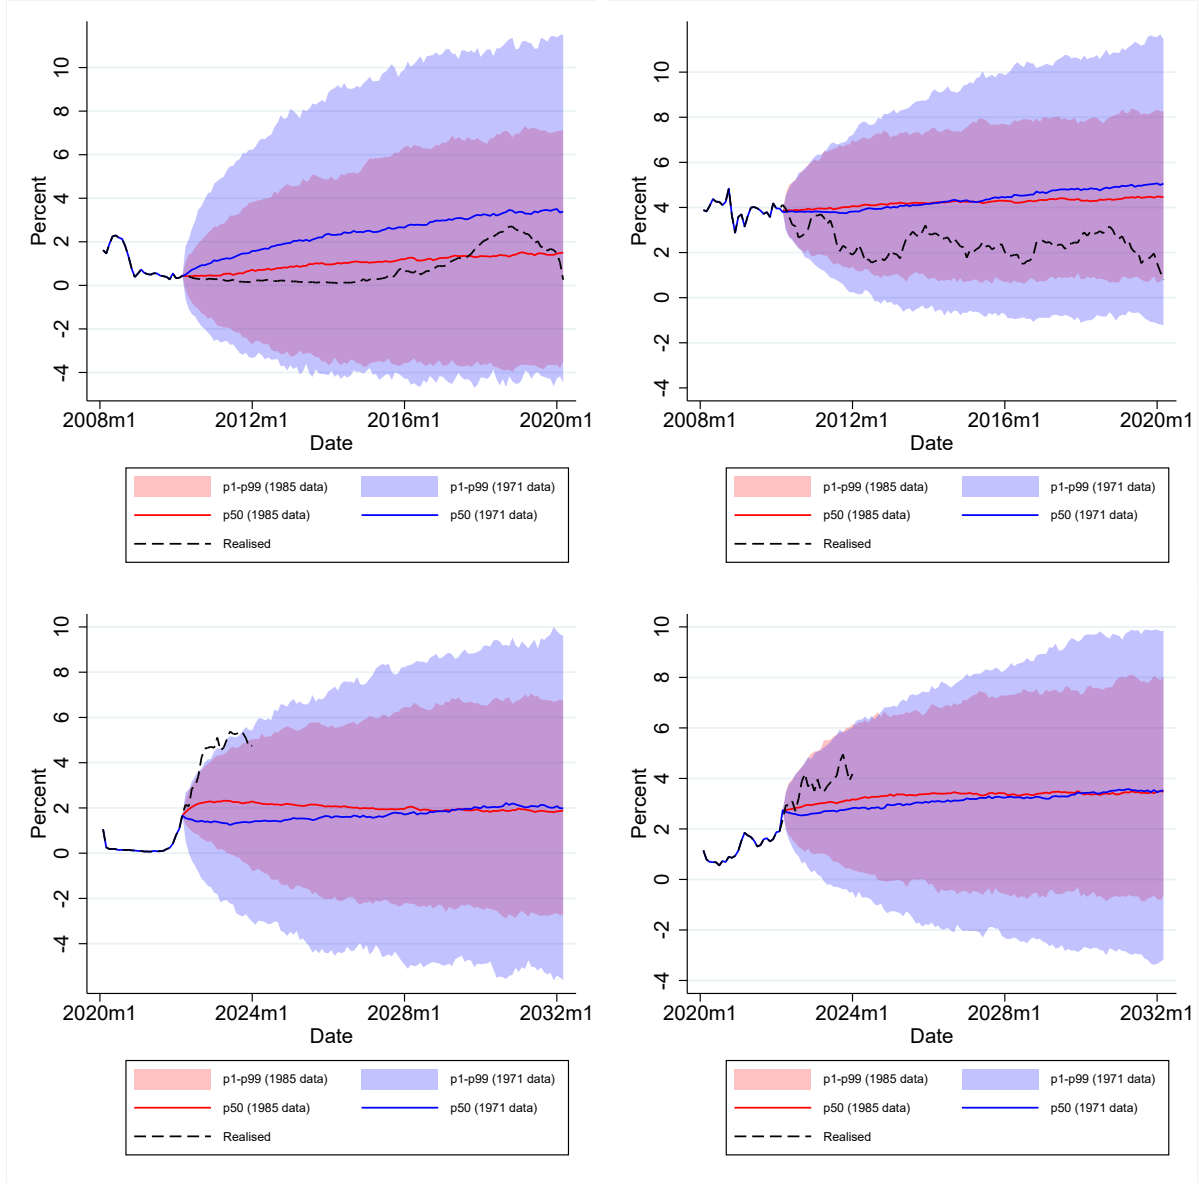 10
8
6
4
2
0
-2
-4
Percent
2008m1 2012m1 2016m1 2020m1
Date
p1-p99 (1985 data) p1-p99 (1971 data)
p50 (1985 data) p50 (1971 data)
Realised
10
8
6
4
2
0
-2
-4
Percent
2008m1 2012m1 2016m1 2020m1
Date
p1-p99 (1985 data) p1-p99 (1971 data)
p50 (1985 data) p50 (1971 data)
Realised
10
8
6
4
2
0
-2
-4
Percent
2020m1 2024m1 2028m1 2032m1
Date
p1-p99 (1985 data) p1-p99 (1971 data)
p50 (1985 data) p50 (1971 data)
Realised
10
8
6
4
2
0
-2
-4
Percent
2020m1 2024m1 2028m1 2032m1
Date
p1-p99 (1985 data) p1-p99 (1971 data)
p50 (1985 data) p50 (1971 data)
Realised